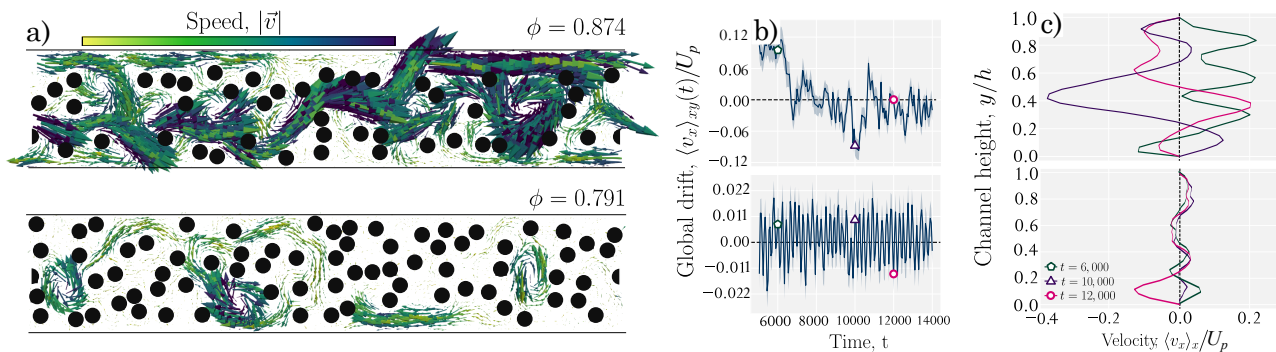 a)
Speed, |v⃗|
ϕ = 0.874
ϕ = 0.791
b)
Global drift, ⟨v_x⟩_xy(t)/U_p
0.12
0.06
0.00
−0.06
−0.12
0.022
0.011
0.00
−0.011
−0.022
6000 8000 10000 12000 14000
Time, t
c)
Channel height, y/h
1.0
0.8
0.6
0.4
0.2
0.0
1.0
0.8
0.6
0.4
0.2
0.0
t = 6,000
t = 10,000
t = 12,000
−0.4 −0.2 0.0 0.2
Velocity, ⟨v_x⟩_x/U_p